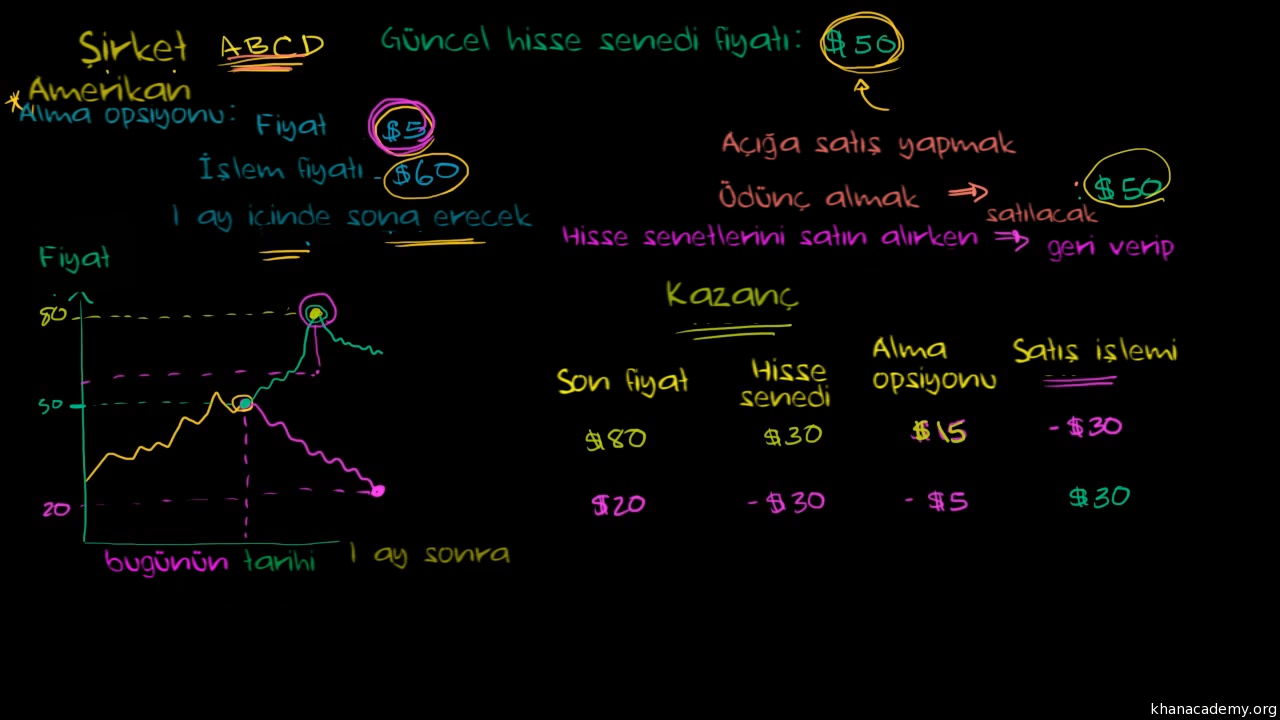 Şirket ABCD
Güncel hisse senedi fiyatı: $50
* Amerikan
Alma opsiyonu: Fiyat $5
İşlem fiyatı - $60
1 ay içinde sona erecek
Açığa satış yapmak
Üdünç almak ⇒ : $50
satılacak
Hisse senetlerini satın alırken ⇒ geri verip
Fiyat
80
50
20
bugünün tarihi
1 ay sonra
Kazanç
Son fiyat Hisse senedi Alma opsiyonu Satış işlemi
$80 $30 $15 - $30
$20 - $30 - $5 $30
khanacademy.org